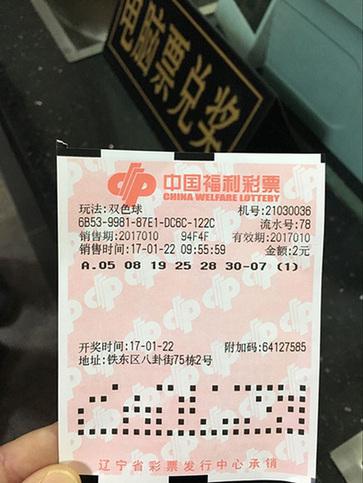 电脑票兑奖
中国福利彩票
CHINA WELFARE LOTTERY
玩法:双色球 机号:21030036
6B53-9981-87E1-DC6C-122C 流水号:78
销售期:2017010 94F4F 有效期:2017010
销售时间:17-01-22 09:55:59 金额:2元
A.05 08 19 25 28 30-07 (1)
开奖时间:17-01-22 附加码:64127585
地址:铁东区八卦街75栋2号
辽宁省彩票发行中心承销